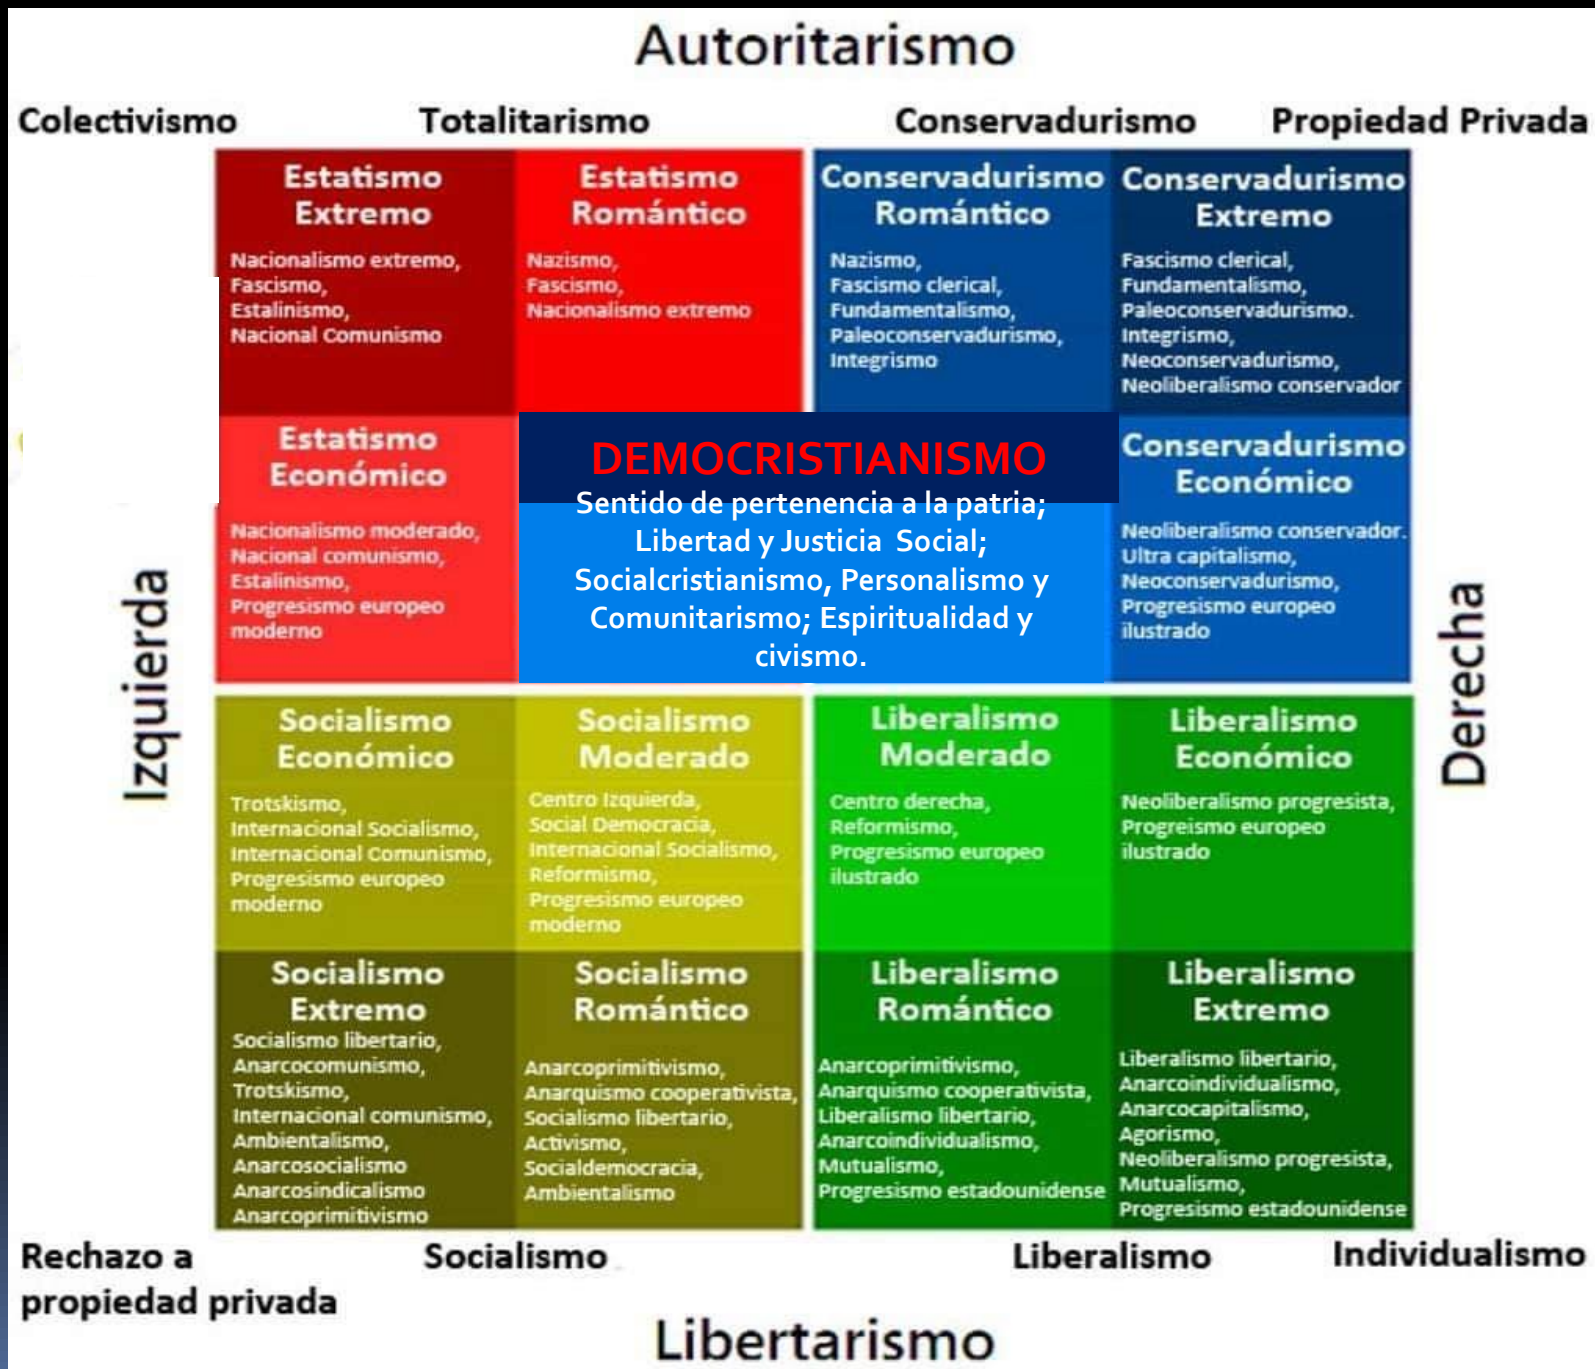 Autoritarismo
Colectivismo
Totalitarismo
Conservadurismo
Propiedad Privada
Izquierda
Derecha
Estatismo
Extremo
Nacionalismo extremo,
Fascismo,
Estalinismo,
Nacional Comunismo
Estatismo
Romántico
Nazismo,
Fascismo,
Nacionalismo extremo
Conservadurismo
Romántico
Nazismo,
Fascismo clerical,
Fundamentalismo,
Paleoconservadurismo,
Integrismo
Conservadurismo
Extremo
Fascismo clerical,
Fundamentalismo,
Paleoconservadurismo.
Integrismo,
Neoconservadurismo,
Neoliberalismo conservador
Estatismo
Económico
Nacionalismo moderado,
Nacional comunismo,
Estalinismo,
Progresismo europeo
moderno
DEMOCRISTIANISMO
Sentido de pertenencia a la patria;
Libertad y Justicia Social;
Socialcristianismo, Personalismo y
Comunitarismo; Espiritualidad y
civismo.
Conservadurismo
Económico
Neoliberalismo conservador.
Ultra capitalismo,
Neoconservadurismo,
Progresismo europeo
ilustrado
Socialismo
Económico
Trotskismo,
Internacional Socialismo,
Internacional Comunismo,
Progresismo europeo
moderno
Socialismo
Moderado
Centro Izquierda,
Social Democracia,
Internacional Socialismo,
Reformismo,
Progresismo europeo
moderno
Liberalismo
Moderado
Centro derecha,
Reformismo,
Progresismo europeo
ilustrado
Liberalismo
Económico
Neoliberalismo progresista,
Progreismo europeo
ilustrado
Socialismo
Extremo
Socialismo libertario,
Anarcocomunismo,
Trotskismo,
Internacional comunismo,
Ambientalismo,
Anarcosocialismo
Anarcosindicalismo
Anarcoprimitivismo
Socialismo
Romántico
Anarcoprimitivismo,
Anarquismo cooperativista,
Socialismo libertario,
Activismo,
Socialdemocracia,
Ambientalismo
Liberalismo
Romántico
Anarcoprimitivismo,
Anarquismo cooperativista,
Liberalismo libertario,
Anarcoindividualismo,
Mutualismo,
Progresismo estadounidense
Liberalismo
Extremo
Liberalismo libertario,
Anarcoindividualismo,
Anarcocapitalismo,
Agorismo,
Neoliberalismo progresista,
Mutualismo,
Progresismo estadounidense
Rechazo a
propiedad privada
Socialismo
Liberalismo
Individualismo
Libertarismo